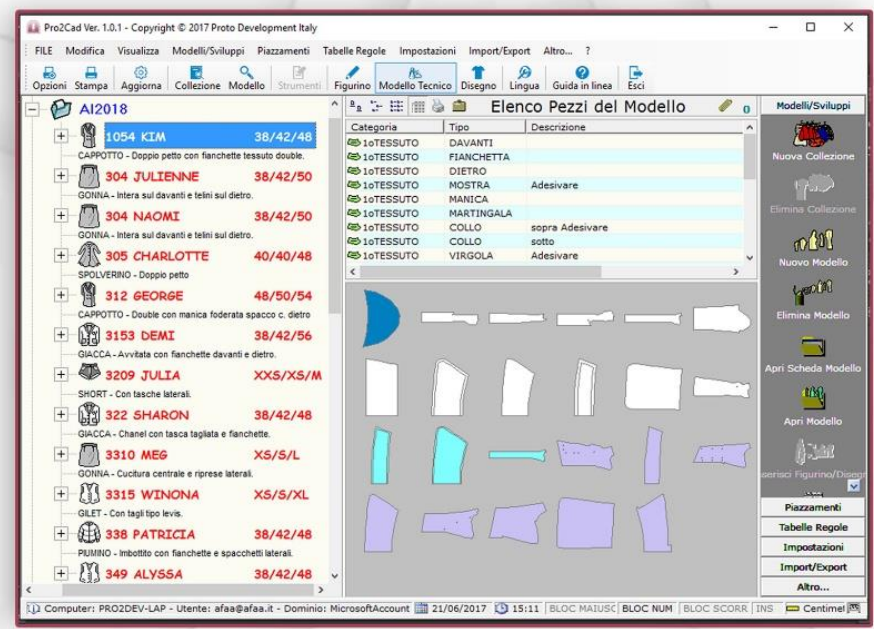 Pro2Cad Ver. 1.0.1 - Copyright © 2017 Proto Development Italy
FILE Modifica Visualizza Modelli/Sviluppi Piazzamenti Tabelle Regole Impostazioni Import/Export Altro... ?
Opzioni Stampa Aggiorna Collezione Modello Strumenti Figurino Modello Tecnico Disegno Lingua Guida in linea Esci
AI2018
1054 KIM 38/42/48
CAPPOTTO - Doppio petto con fianchette tessuto double.
304 JULIENNE 38/42/50
GONNA - Intera sul davanti e telini sul dietro.
304 NAOMI 38/42/50
GONNA - Intera sul davanti e telini sul dietro.
305 CHARLOTTE 40/40/48
SPOLVERINO - Doppio petto
312 GEORGE 48/50/54
CAPPOTTO - Double con manica foderata spacco c. dietro
3153 DEMI 38/42/56
GIACCA - Avvitata con fianchette davanti e dietro.
3209 JULIA XXS/XS/M
SHORT - Con tasche laterali.
322 SHARON 38/42/48
GIACCA - Chanel con tasca tagliata e fianchette.
3310 MEG XS/S/L
GONNA - Cucitura centrale e riprese laterali.
3315 WINONA XS/S/XL
GILET - Con tagli tipo levis.
338 PATRICIA 38/42/48
PIUMINO - Imbottito con fianchette e spacchetti laterali.
349 ALYSSA 38/42/48
Elenco Pezzi del Modello 0
Categoria Tipo Descrizione
1oTESSUTO DAVANTI
1oTESSUTO FIANCHETTA
1oTESSUTO DIETRO
1oTESSUTO MOSTRA Adesivare
1oTESSUTO MANICA
1oTESSUTO MARTINGALA
1oTESSUTO COLLO sopra Adesivare
1oTESSUTO COLLO sotto
1oTESSUTO VIRGOLA Adesivare
Modelli/Sviluppi
Nuova Collezione
Elimina Collezione
Nuovo Modello
Elimina Modello
Apri Scheda Modello
Apri Modello
serisci Figurino/Diseg
Piazzamenti
Tabelle Regole
Impostazioni
Import/Export
Altro...
Computer: PRO2DEV-LAP - Utente: afaa@afaa.it - Dominio: MicrosoftAccount 21/06/2017 15:11 BLOC MAIUSC BLOC NUM BLOC SCORR INS Centimet